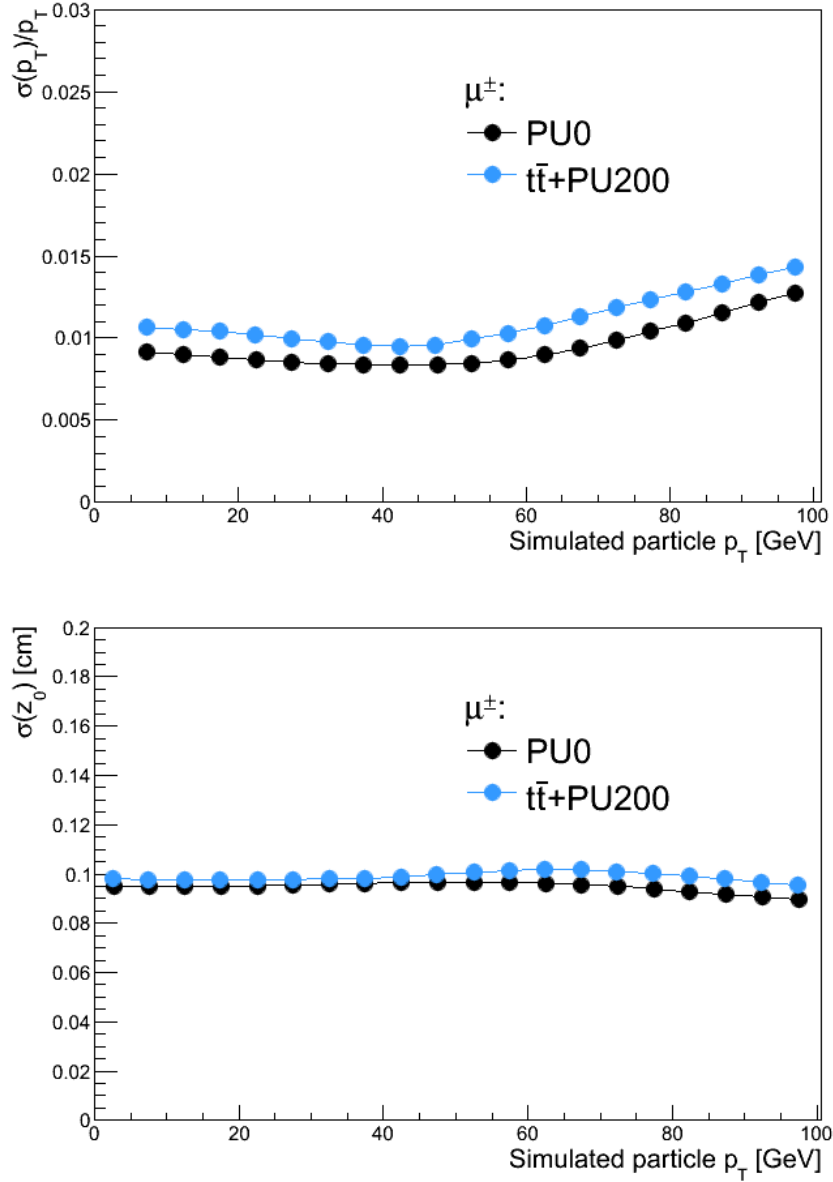 σ(p_T)/p_T
0.03
0.025
0.02
0.015
0.01
0.005
0
μ±:
PU0
tt̄+PU200
0 20 40 60 80 100
Simulated particle p_T [GeV]
σ(z_0) [cm]
0.2
0.18
0.16
0.14
0.12
0.1
0.08
0.06
0.04
0.02
0
μ±:
PU0
tt̄+PU200
0 20 40 60 80 100
Simulated particle p_T [GeV]